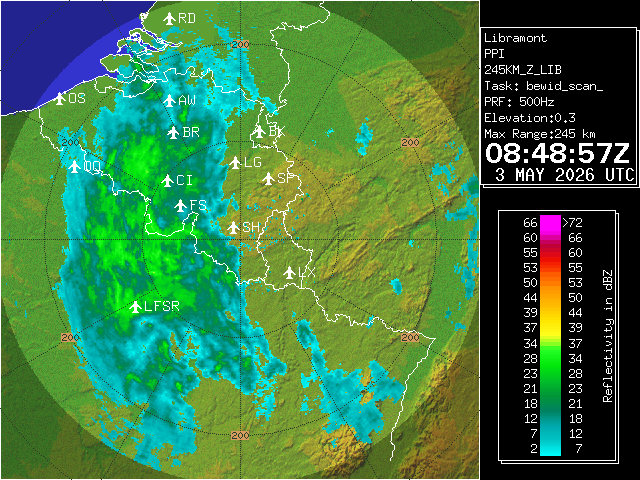 RD
200
OS
AW
BR
BK
200
200
QQ
LG
CI
SP
FS
SH
LX
LFSR
200
200
200
Libramont
PPI
245KM_Z_LIB
Task: bewid_scan_
PRF: 500Hz
Elevation:0.3
Max Range:245 km
08:48:57Z
3 MAY 2026 UTC
66 >72
60 66
55 60
53 55
50 53
44 50
39 44
37 39
34 37
28 34
23 28
21 23
18 21
12 18
7 12
2 7
Reflectivity in dBZ